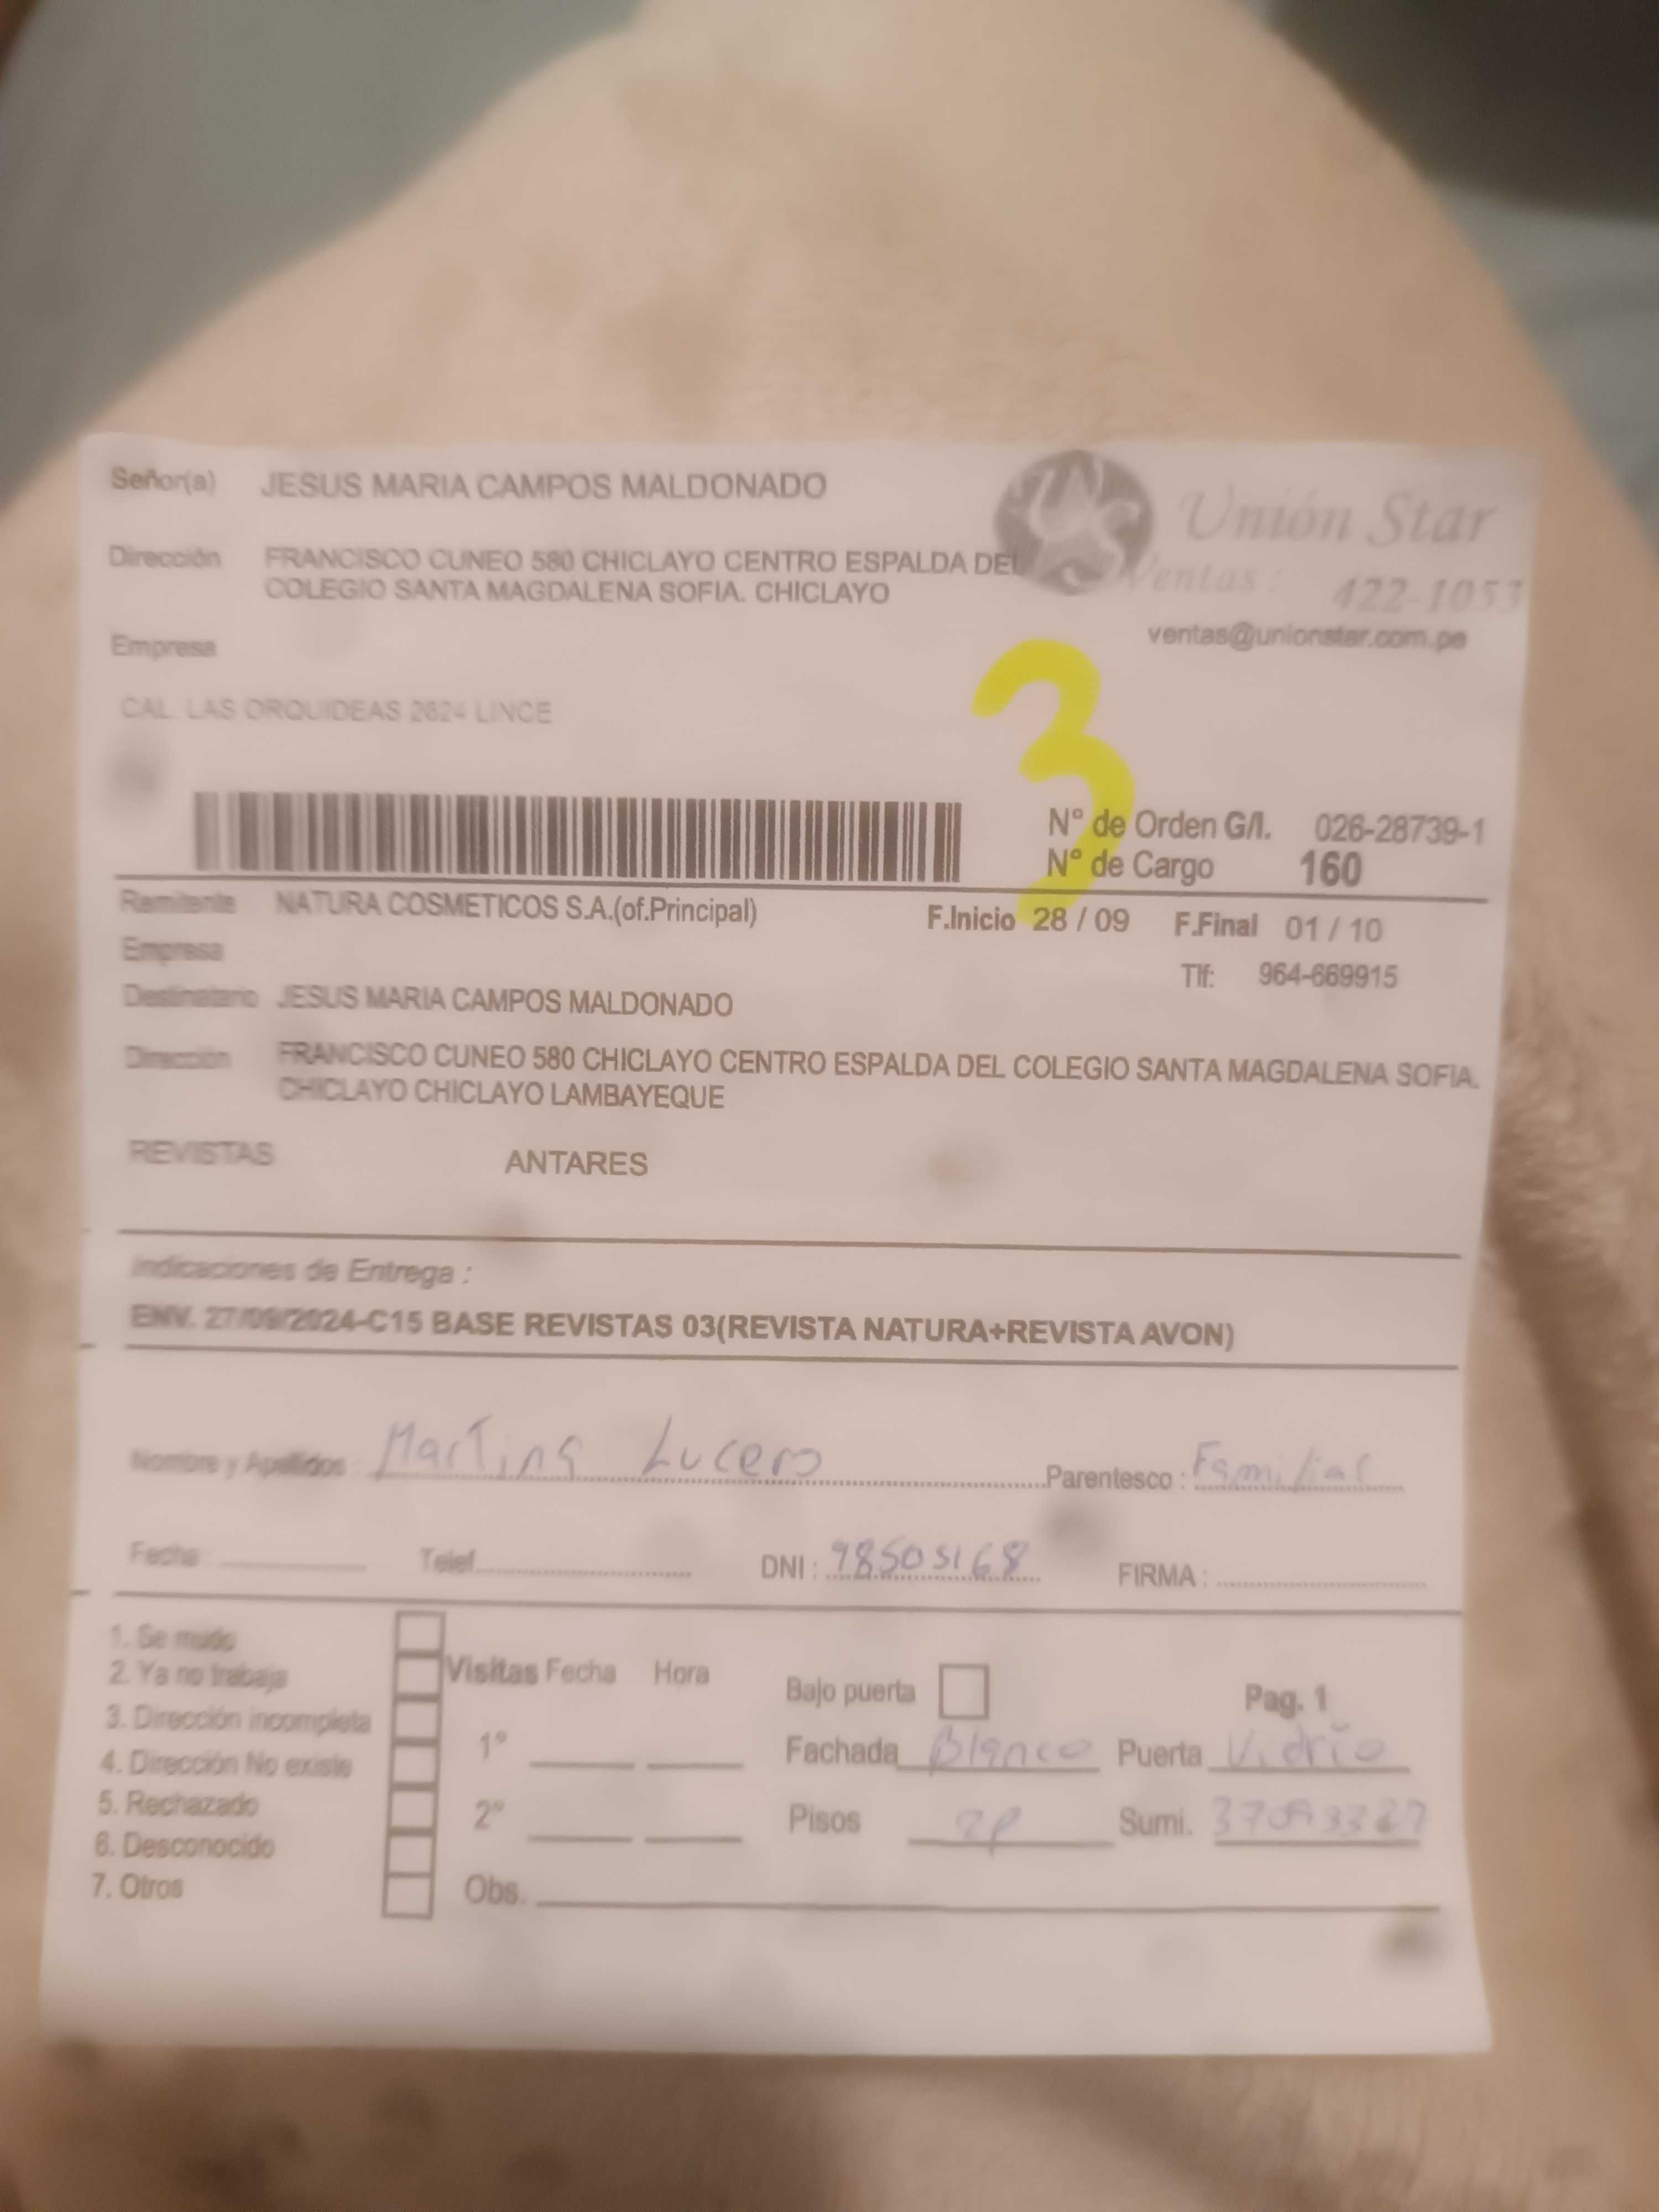 Señor(a) JESUS MARIA CAMPOS MALDONADO
Unión Star
Dirección FRANCISCO CUNEO 580 CHICLAYO CENTRO ESPALDA DEL
COLEGIO SANTA MAGDALENA SOFIA. CHICLAYO
Ventas : 422-1053
ventas@unionstar.com.pe
Empresa
3
CAL. LAS ORQUIDEAS 2624 LINCE
Nº de Orden G/I. 026-28739-1
Nº de Cargo 160
Remitente NATURA COSMETICOS S.A.(of.Principal) F.Inicio 28 / 09 F.Final 01 / 10
Empresa Tlf: 964-669915
Destinatario JESUS MARIA CAMPOS MALDONADO
Dirección FRANCISCO CUNEO 580 CHICLAYO CENTRO ESPALDA DEL COLEGIO SANTA MAGDALENA SOFIA.
CHICLAYO CHICLAYO LAMBAYEQUE
REVISTAS ANTARES
Indicaciones de Entrega :
ENV. 27/09/2024-C15 BASE REVISTAS 03(REVISTA NATURA+REVISTA AVON)
Nombre y Apellidos : Martins Lucero Parentesco : Familiar
Fecha : Telef. DNI : 98505168 FIRMA :
1. Se mudo
2. Ya no trabaja
3. Dirección incompleta
4. Dirección No existe
5. Rechazado
6. Desconocido
7. Otros
Visitas Fecha Hora
1º
2º
Obs.
Bajo puerta Pag. 1
Fachada Blanco Puerta Vidrio
Pisos 2P Sumi.